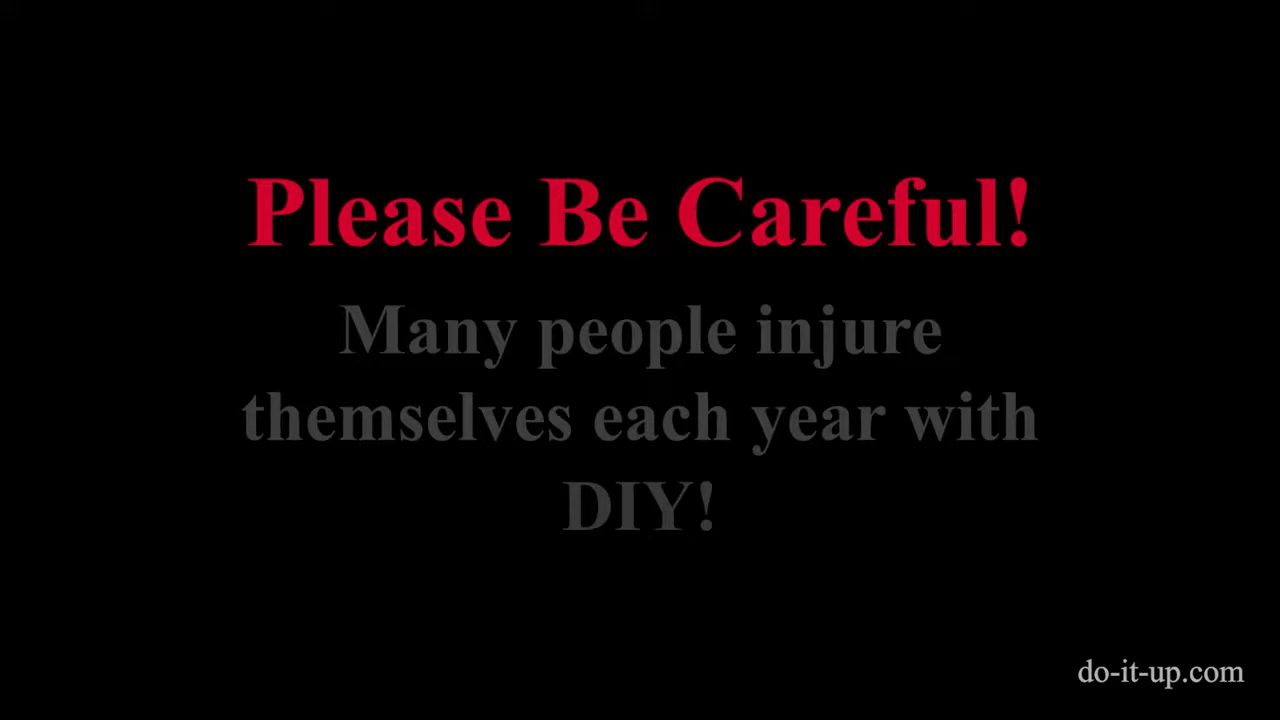 Please Be Careful!
Many people injure
themselves each year with
DIY!
do-it-up.com